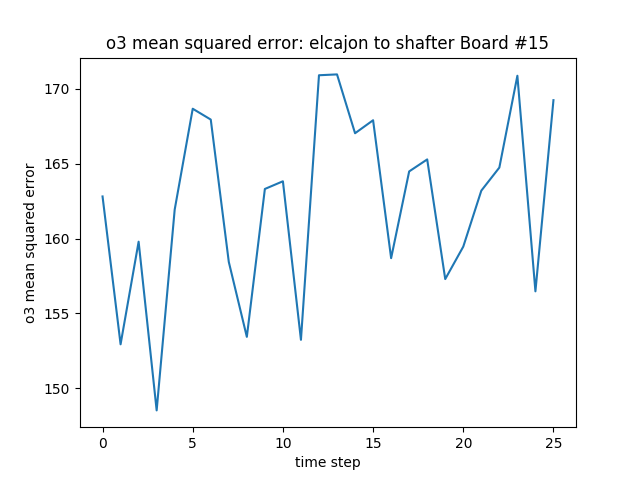 o3 mean squared error: elcajon to shafter Board #15
o3 mean squared error
170
165
160
155
150
0 5 10 15 20 25
time step